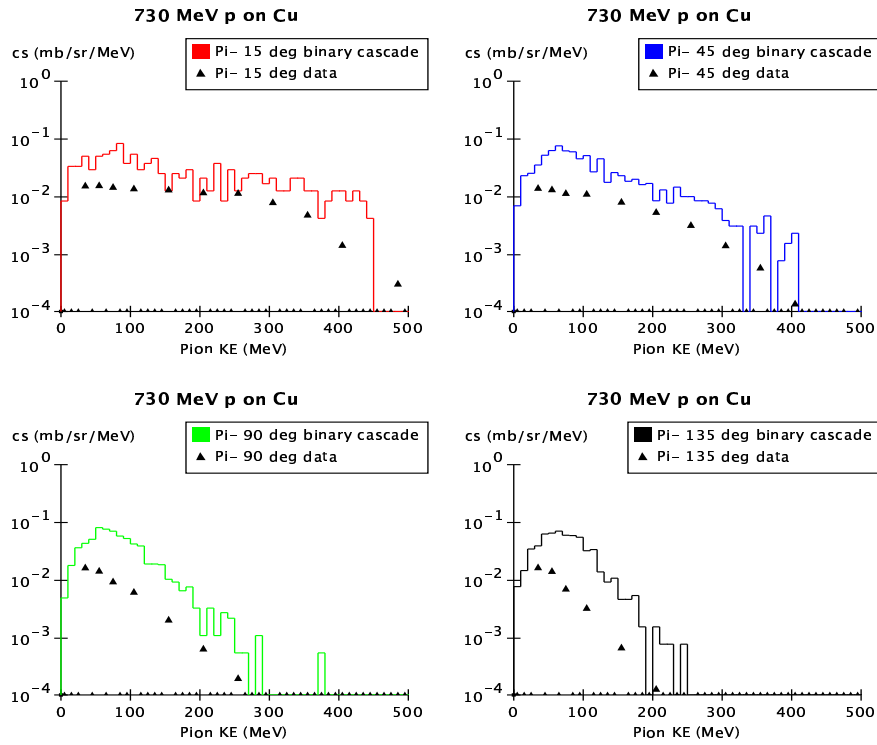 730 MeV p on Cu
cs (mb/sr/MeV)
Pi- 15 deg binary cascade
Pi- 15 deg data
10^0
10^-1
10^-2
10^-3
10^-4
0 100 200 300 400 500
Pion KE (MeV)
730 MeV p on Cu
cs (mb/sr/MeV)
Pi- 45 deg binary cascade
Pi- 45 deg data
10^0
10^-1
10^-2
10^-3
10^-4
0 100 200 300 400 500
Pion KE (MeV)
730 MeV p on Cu
cs (mb/sr/MeV)
Pi- 90 deg binary cascade
Pi- 90 deg data
10^0
10^-1
10^-2
10^-3
10^-4
0 100 200 300 400 500
Pion KE (MeV)
730 MeV p on Cu
cs (mb/sr/MeV)
Pi- 135 deg binary cascade
Pi- 135 deg data
10^0
10^-1
10^-2
10^-3
10^-4
0 100 200 300 400 500
Pion KE (MeV)